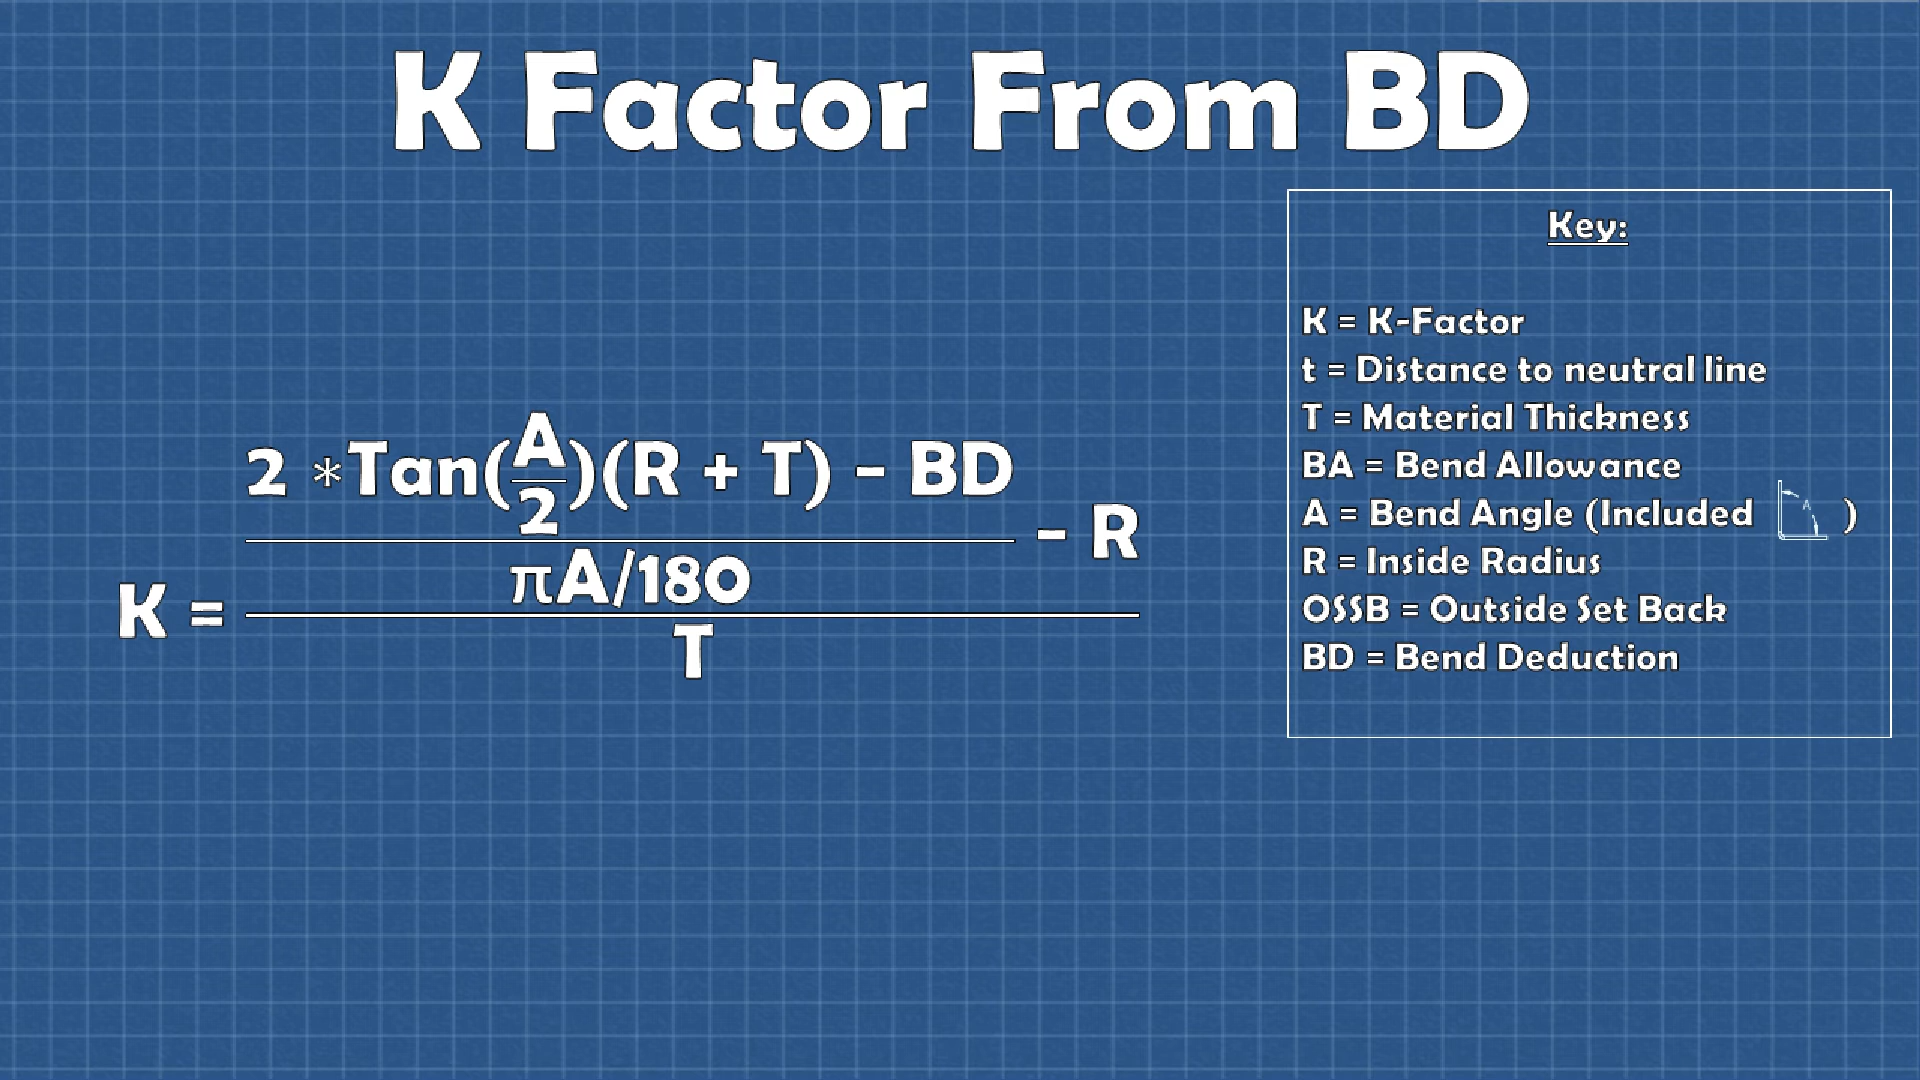 K Factor From BD
Key:
K = K-Factor
t = Distance to neutral line
T = Material Thickness
BA = Bend Allowance
A = Bend Angle (Included A )
R = Inside Radius
OSSB = Outside Set Back
BD = Bend Deduction
K = ((2 *Tan(A/2)(R + T) - BD)/(πA/180) - R)/T